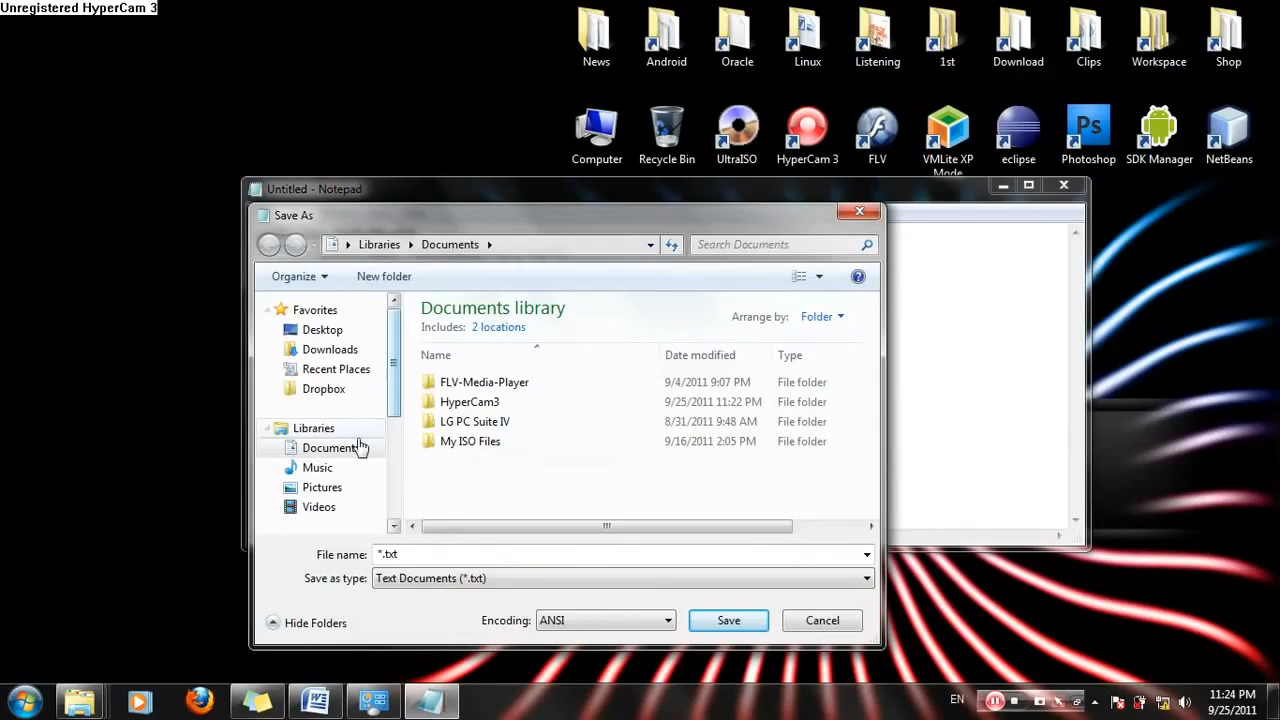 Unregistered HyperCam 3
News Android Oracle Linux Listening 1st Download Clips Workspace Shop
Computer Recycle Bin UltraISO HyperCam 3 FLV VMLite XP Mode eclipse Photoshop SDK Manager NetBeans
Untitled - Notepad
Save As
Libraries Documents Search Documents
Organize New folder
Favorites
Desktop
Downloads
Recent Places
Dropbox
Libraries
Document
Music
Pictures
Videos
Documents library
Includes: 2 locations
Arrange by: Folder
Name Date modified Type
FLV-Media-Player 9/4/2011 9:07 PM File folder
HyperCam3 9/25/2011 11:22 PM File folder
LG PC Suite IV 8/31/2011 9:48 AM File folder
My ISO Files 9/16/2011 2:05 PM File folder
File name: *.txt
Save as type: Text Documents (*.txt)
Hide Folders Encoding: ANSI Save Cancel
EN 11:24 PM
9/25/2011